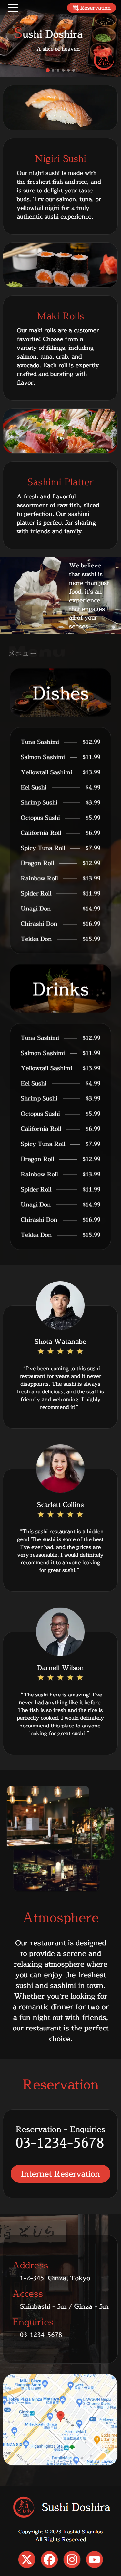 Reservation
Sushi Doshira
A slice of heaven
Nigiri Sushi
Our nigiri sushi is made with
the freshest fish and rice, and
is sure to delight your taste
buds. Try our salmon, tuna, or
yellowtail nigiri for a truly
authentic sushi experience.
Maki Rolls
Our maki rolls are a customer
favorite! Choose from a
variety of fillings, including
salmon, tuna, crab, and
avocado. Each roll is expertly
crafted and bursting with
flavor.
Sashimi Platter
A fresh and flavorful
assortment of raw fish, sliced
to perfection. Our sashimi
platter is perfect for sharing
with friends and family.
We believe
that sushi is
more than just
food, it's an
experience
that engages
all of your
senses.
メニュー
Dishes
Tuna Sashimi $12.99
Salmon Sashimi $11.99
Yellowtail Sashimi $13.99
Eel Sushi $4.99
Shrimp Sushi $3.99
Octopus Sushi $5.99
California Roll $6.99
Spicy Tuna Roll $7.99
Dragon Roll $12.99
Rainbow Roll $13.99
Spider Roll $11.99
Unagi Don $14.99
Chirashi Don $16.99
Tekka Don $15.99
Drinks
Tuna Sashimi $12.99
Salmon Sashimi $11.99
Yellowtail Sashimi $13.99
Eel Sushi $4.99
Shrimp Sushi $3.99
Octopus Sushi $5.99
California Roll $6.99
Spicy Tuna Roll $7.99
Dragon Roll $12.99
Rainbow Roll $13.99
Spider Roll $11.99
Unagi Don $14.99
Chirashi Don $16.99
Tekka Don $15.99
Shota Watanabe
"I've been coming to this sushi
restaurant for years and it never
disappoints. The sushi is always
fresh and delicious, and the staff is
friendly and welcoming. I highly
recommend it!"
Scarlett Collins
"This sushi restaurant is a hidden
gem! The sushi is some of the best
I've ever had, and the prices are
very reasonable. I would definitely
recommend it to anyone looking
for great sushi."
Darnell Wilson
"The sushi here is amazing! I've
never had anything like it before.
The fish is so fresh and the rice is
perfectly cooked. I would definitely
recommend this place to anyone
looking for great sushi."
Atmosphere
Our restaurant is designed
to provide a serene and
relaxing atmosphere where
you can enjoy the freshest
sushi and sashimi in town.
Whether you're looking for
a romantic dinner for two or
a fun night out with friends,
our restaurant is the perfect
choice.
Reservation
Reservation - Enquiries
03-1234-5678
Internet Reservation
Address
1-2-345, Ginza, Tokyo
Access
Shinbashi - 5m / Ginza - 5m
Enquiries
03-1234-5678
Sushi Doshira
Copyright © 2023 Rashid Shamloo
All Rights Reserved